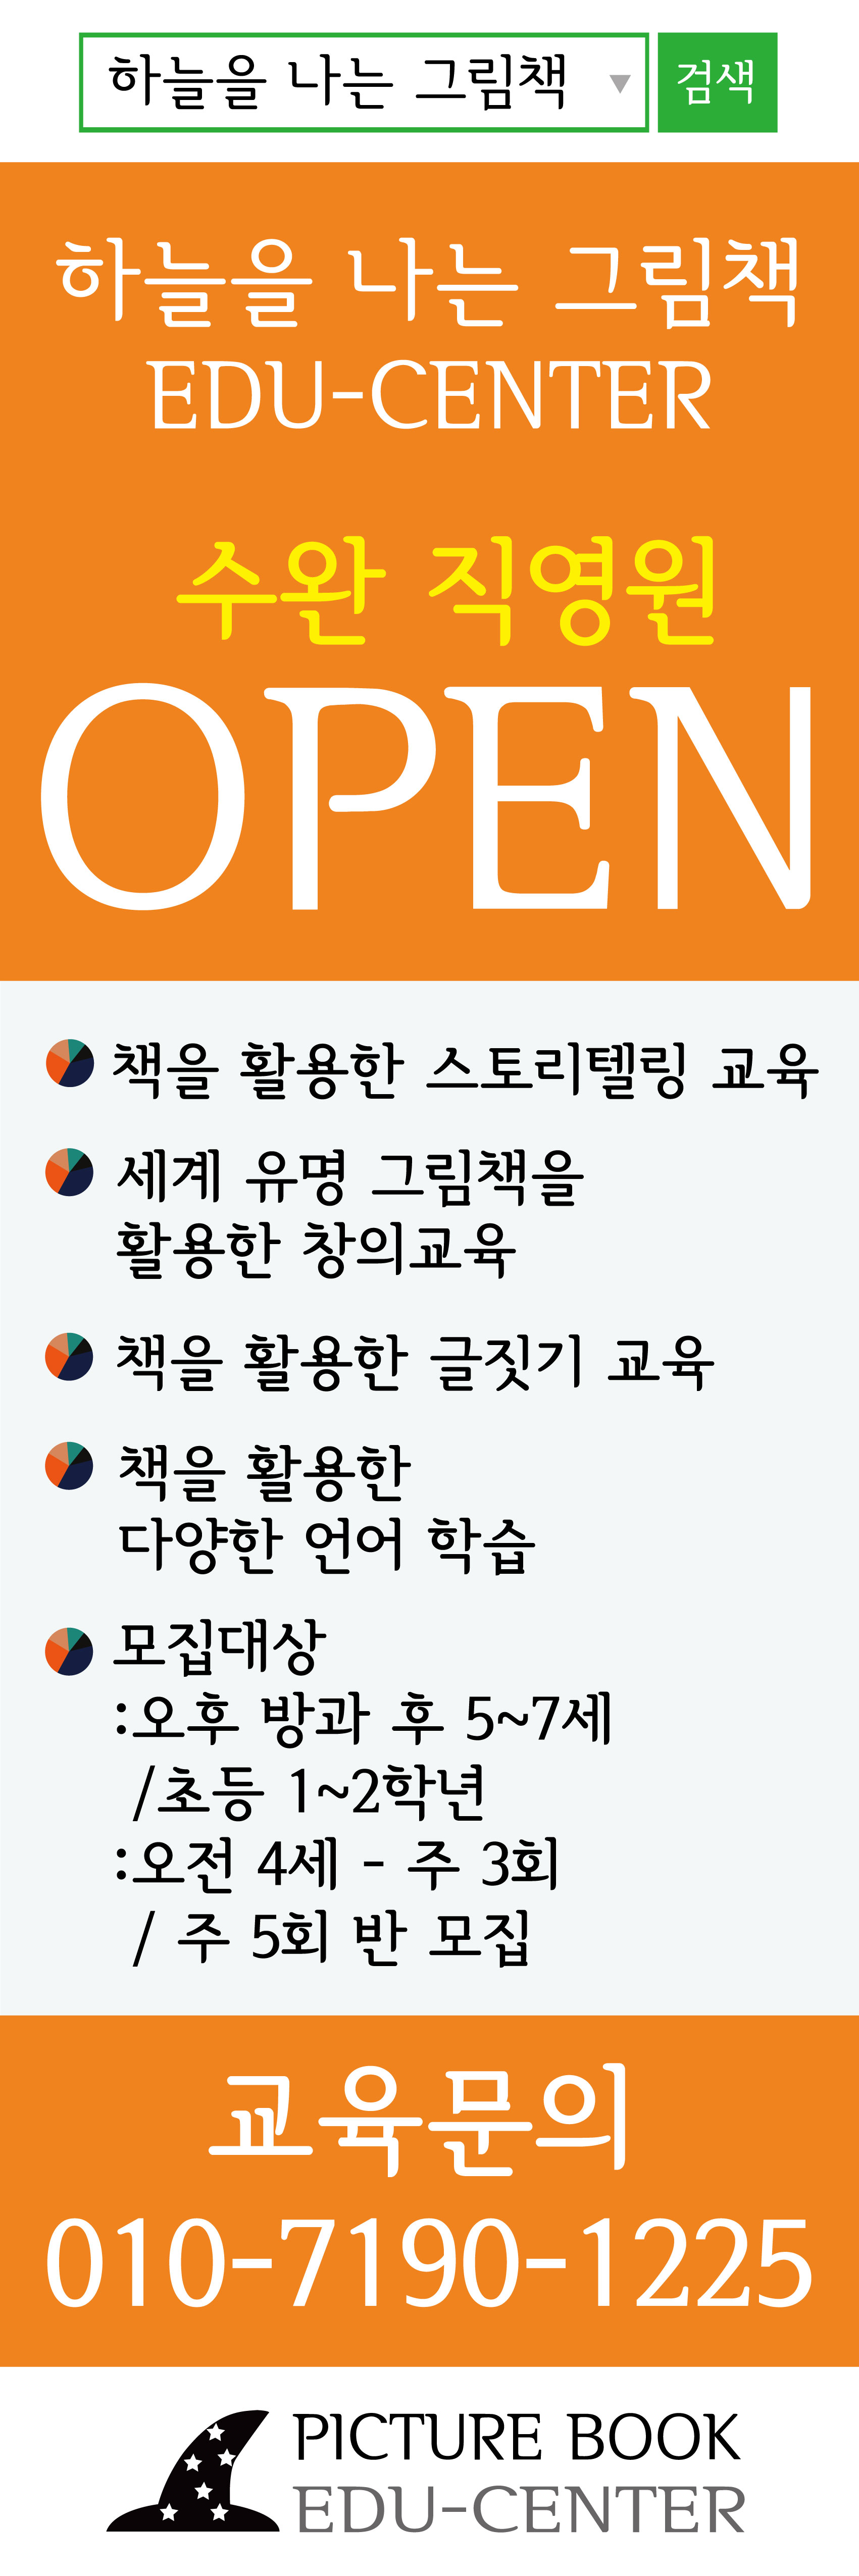 하늘을 나는 그림책 검색
하늘을 나는 그림책
EDU-CENTER
수완 직영원
OPEN
책을 활용한 스토리텔링 교육
세계 유명 그림책을
활용한 창의교육
책을 활용한 글짓기 교육
책을 활용한
다양한 언어 학습
모집대상
:오후 방과 후 5~7세
/초등 1~2학년
:오전 4세 - 주 3회
/ 주 5회 반 모집
교육문의
010-7190-1225
PICTURE BOOK
EDU-CENTER